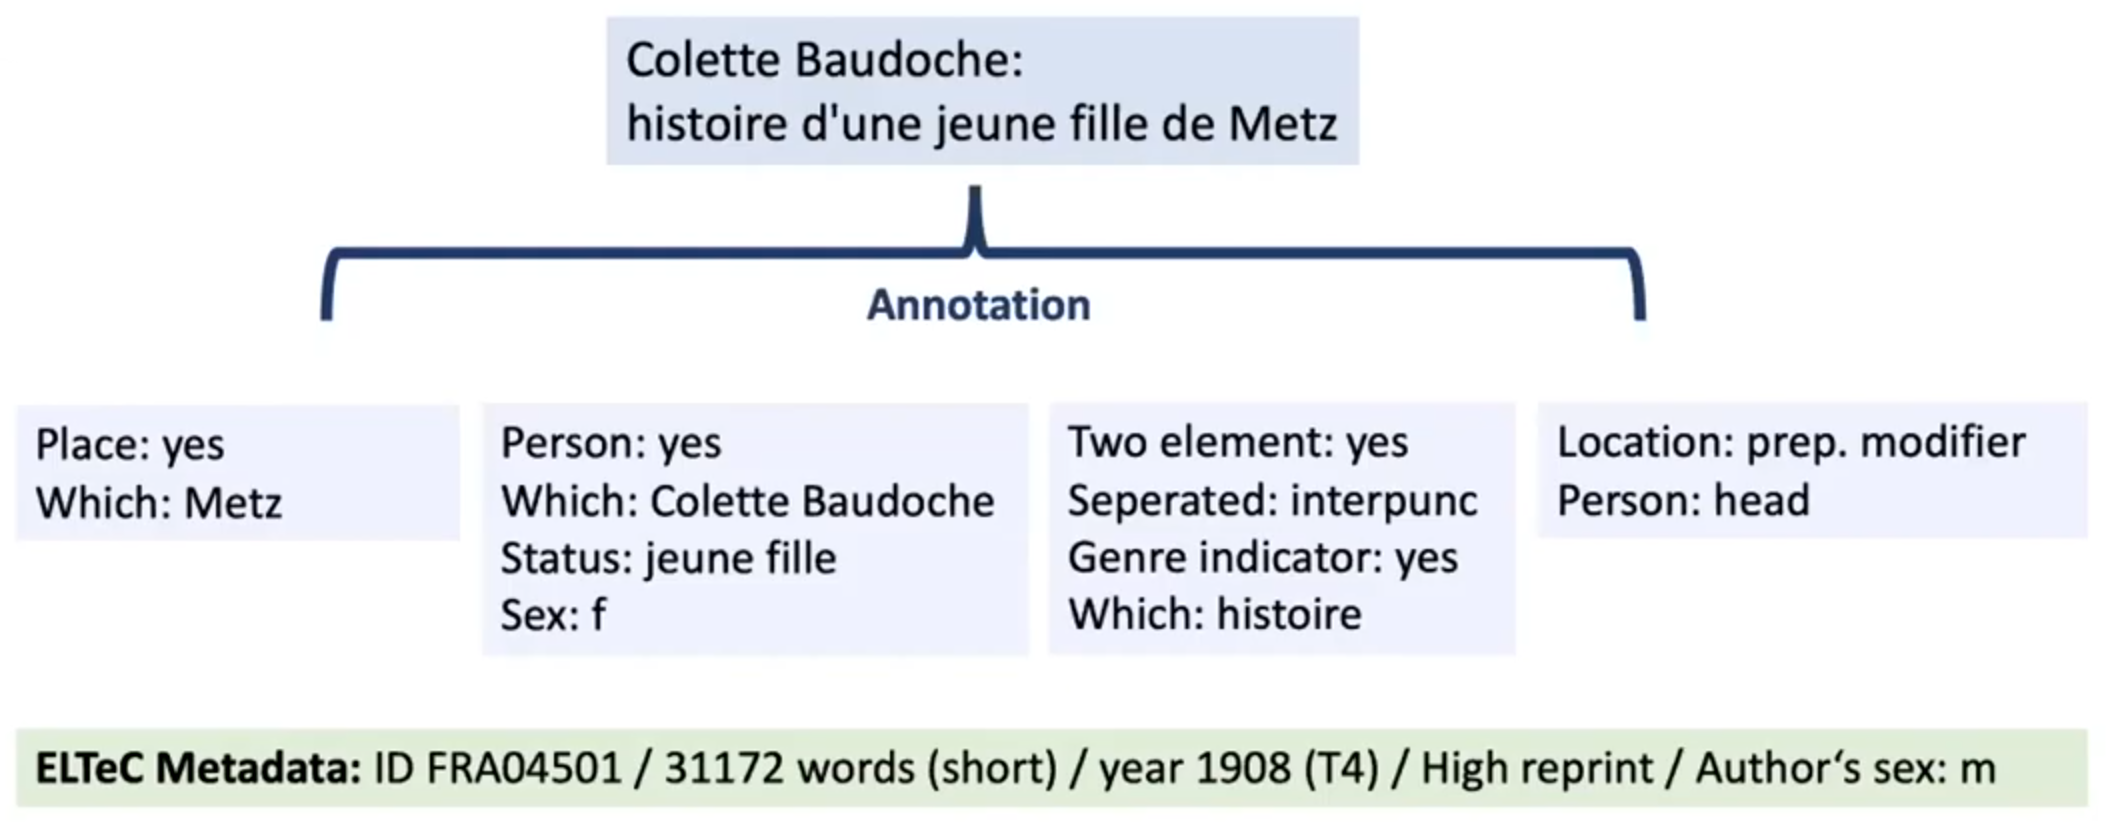 Colette Baudoche:
histoire d'une jeune fille de Metz
Annotation
Place: yes
Which: Metz
Person: yes
Which: Colette Baudoche
Status: jeune fille
Sex: f
Two element: yes
Seperated: interpunc
Genre indicator: yes
Which: histoire
Location: prep. modifier
Person: head
ELTeC Metadata: ID FRA04501 / 31172 words (short) / year 1908 (T4) / High reprint / Author‘s sex: m